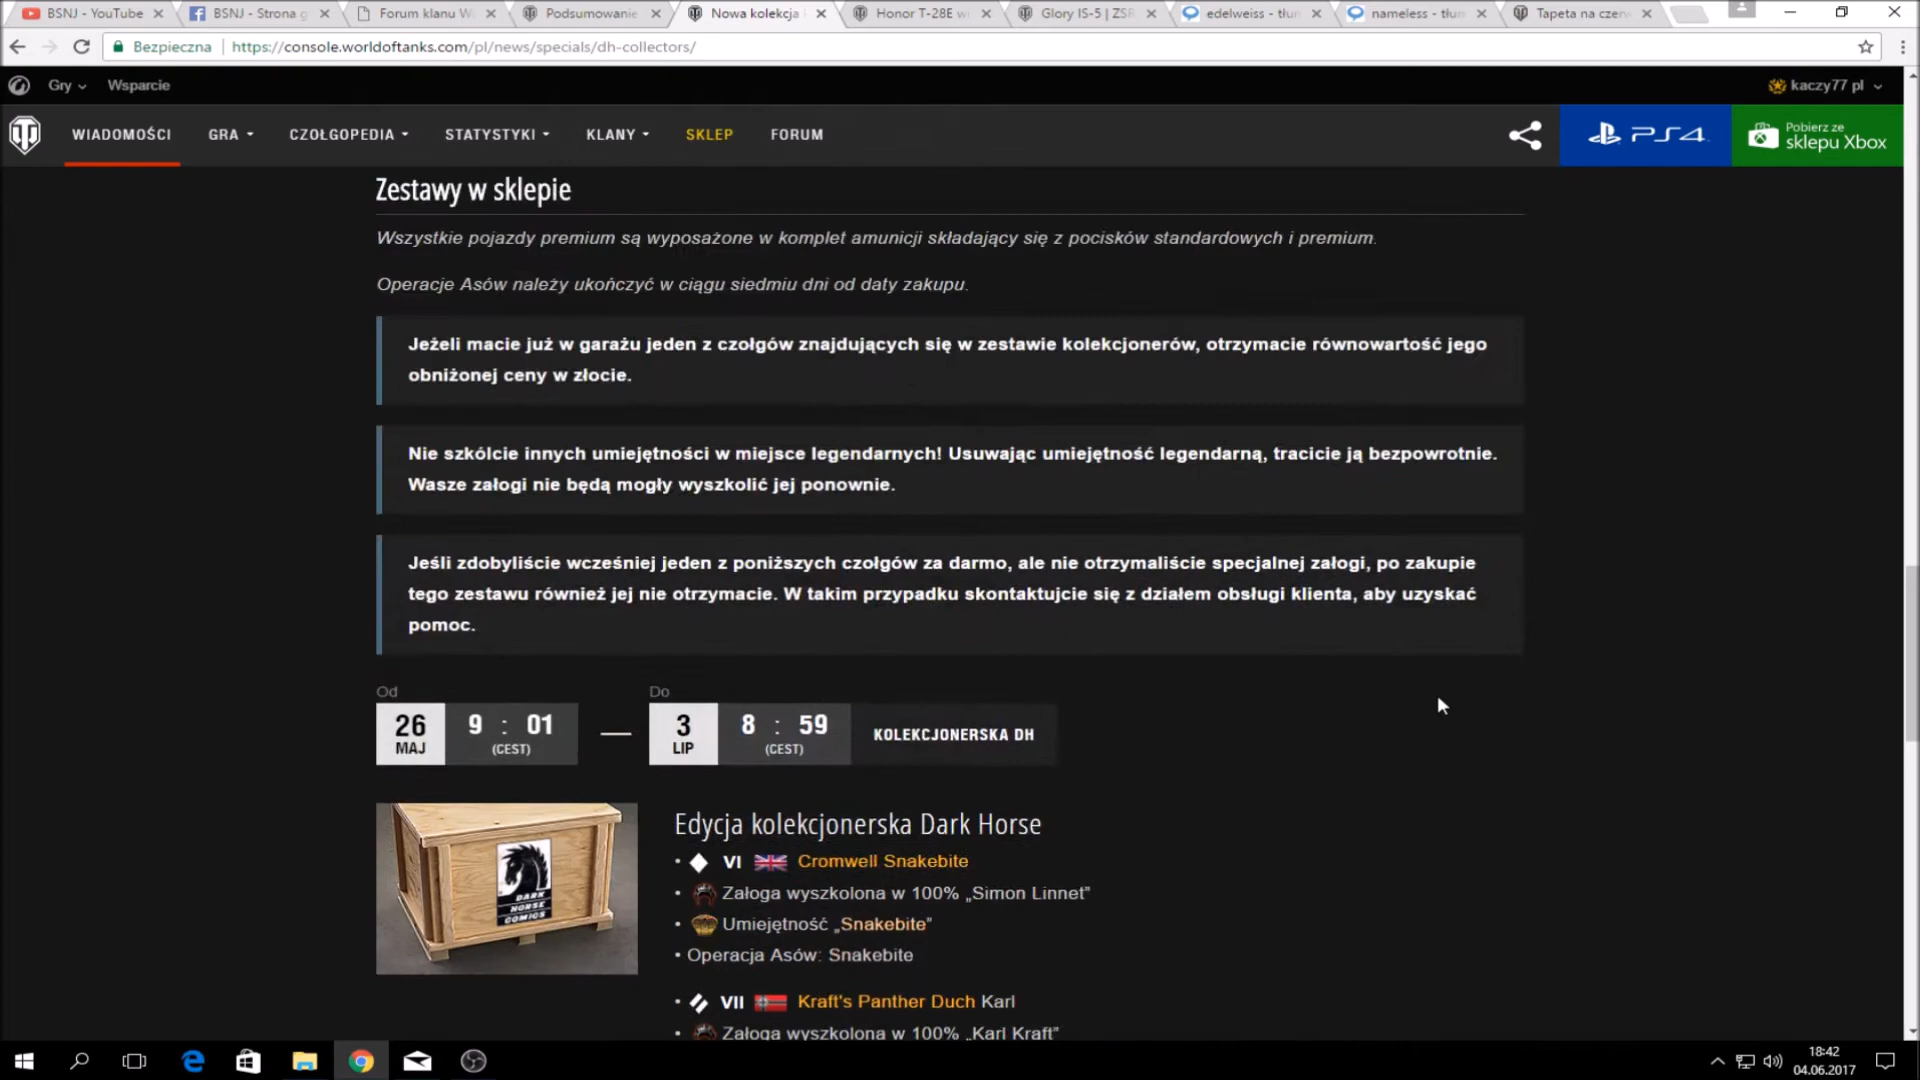 BSNJ - YouTube
BSNJ - Strona g
Forum klanu W
Podsumowanie
Nowa kolekcja
Honor T-28E w
Glory IS-5 | ZSR
edelweiss - tłum
nameless - tłum
Tapeta na czerw
Bezpieczna
https://console.worldoftanks.com/pl/news/specials/dh-collectors/
Gry
Wsparcie
kaczy77 pl
WIADOMOŚCI
GRA
CZOŁGOPEDIA
STATYSTYKI
KLANY
SKLEP
FORUM
PS4
Pobierz ze
sklepu Xbox
Zestawy w sklepie
Wszystkie pojazdy premium są wyposażone w komplet amunicji składający się z pocisków standardowych i premium.
Operacje Asów należy ukończyć w ciągu siedmiu dni od daty zakupu.
Jeżeli macie już w garażu jeden z czołgów znajdujących się w zestawie kolekcjonerów, otrzymacie równowartość jego
obniżonej ceny w złocie.
Nie szkólcie innych umiejętności w miejsce legendarnych! Usuwając umiejętność legendarną, tracicie ją bezpowrotnie.
Wasze załogi nie będą mogły wyszkolić jej ponownie.
Jeśli zdobyliście wcześniej jeden z poniższych czołgów za darmo, ale nie otrzymaliście specjalnej załogi, po zakupie
tego zestawu również jej nie otrzymacie. W takim przypadku skontaktujcie się z działem obsługi klienta, aby uzyskać
pomoc.
Od
26
MAJ
9 : 01
(CEST)
—
Do
3
LIP
8 : 59
(CEST)
KOLEKCJONERSKA DH
DARK
HORSE
COMICS
Edycja kolekcjonerska Dark Horse
• VI Cromwell Snakebite
• Załoga wyszkolona w 100% „Simon Linnet”
• Umiejętność „Snakebite”
• Operacja Asów: Snakebite
• VII Kraft's Panther Duch Karl
• Załoga wyszkolona w 100% „Karl Kraft”
18:42
04.06.2017